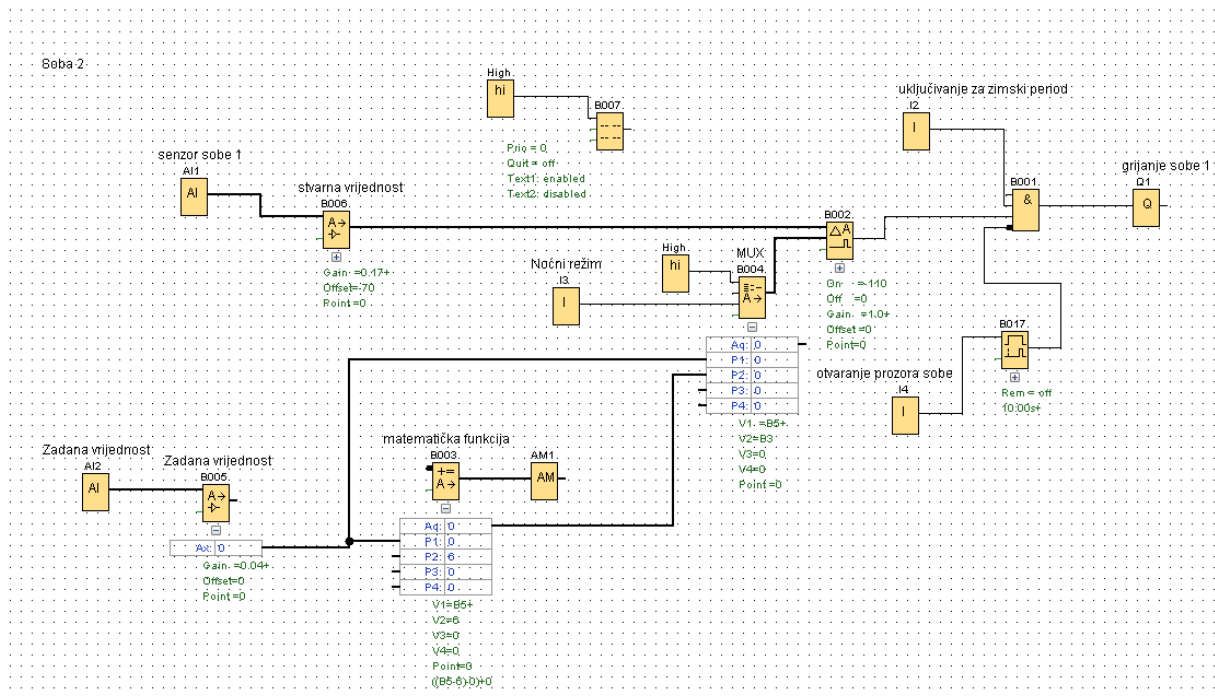 Soba 2
High
hi
B007
Prio = 0
Quit = off
Text1: enabled
Text2: disabled
uključivanje za zimski period
I2
I
senzor sobe 1
AI1
AI
stvarna vrijednost
B006
A→
Gain =0.17+
Offset=-70
Point=0
B002
ΔA
On =-110
Off =0
Gain =1.0+
Offset=0
Point=0
B001
&
grijanje sobe 1
Q1
Q
High
hi
MUX
B004
A→
Noćni režim
I3
I
Aq: 0
P1: 0
P2: 0
P3: 0
P4: 0
V1 =B5+
V2=B3
V3=0
V4=0
Point=0
B017
Rem = off
10:00s+
otvaranje prozora sobe
I4
I
Zadana vrijednost
AI2
AI
Zadana vrijednost
B005
A→
Ax: 0
Gain =0.04+
Offset=0
Point=0
matematička funkcija
B003
+=
A→
AM1
AM
Aq: 0
P1: 0
P2: 6
P3: 0
P4: 0
V1=B5+
V2=6
V3=0
V4=0
Point=0
((B5-6)-0)+0